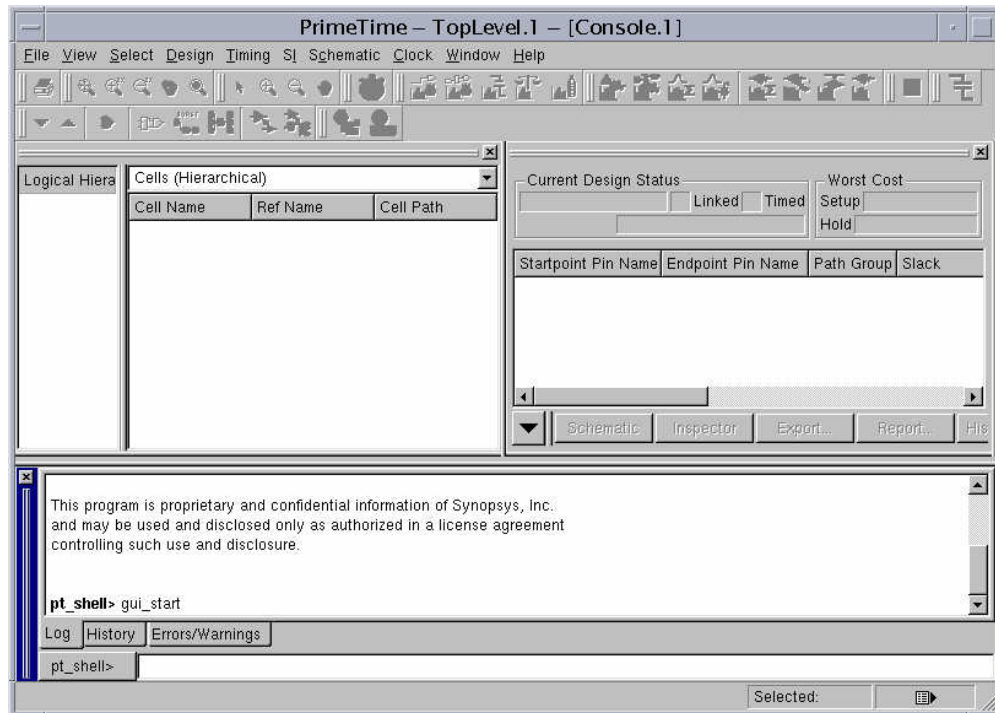 PrimeTime – TopLevel.1 – [Console.1]
File View Select Design Timing SI Schematic Clock Window Help
Logical Hiera
Cells (Hierarchical)
Cell Name Ref Name Cell Path
Current Design Status
Linked Timed
Worst Cost
Setup
Hold
Startpoint Pin Name Endpoint Pin Name Path Group Slack
Schematic Inspector Export... Report... His
This program is proprietary and confidential information of Synopsys, Inc.
and may be used and disclosed only as authorized in a license agreement
controlling such use and disclosure.
pt_shell> gui_start
Log History Errors/Warnings
pt_shell>
Selected: